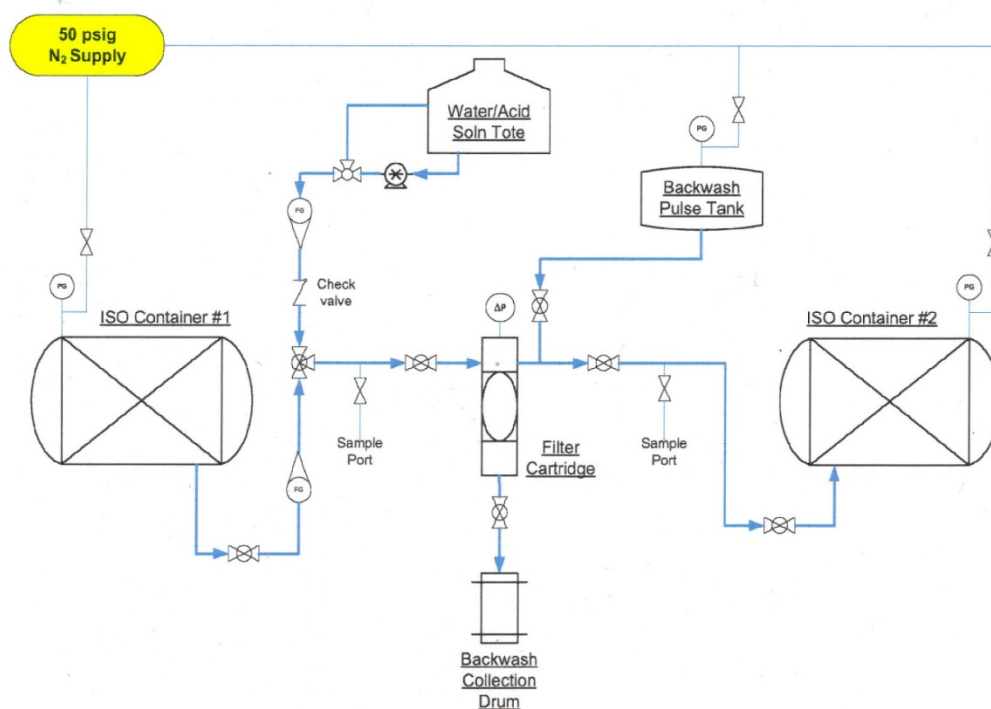 50 psig
N₂ Supply
Water/Acid
Soln Tote
PG
Backwash
Pulse Tank
FG
PG
Check
valve
PG
ΔP
ISO Container #1
ISO Container #2
Sample
Port
Filter
Cartridge
Sample
Port
FG
Backwash
Collection
Drum